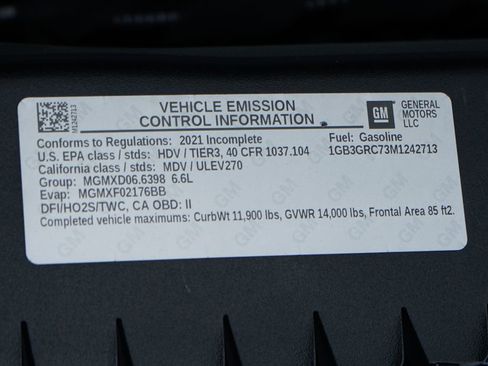 M1242713
VEHICLE EMISSION
CONTROL INFORMATION
GM
GENERAL
MOTORS
LLC
Conforms to Regulations: 2021 Incomplete
Fuel: Gasoline
U.S. EPA class / stds: HDV / TIER3, 40 CFR 1037.104
1GB3GRC73M1242713
California class / stds: MDV / ULEV270
Group: MGMXD06.6398 6.6L
Evap: MGMXF02176BB
DFI/HO2S/TWC, CA OBD: II
Completed vehicle maximums: CurbWt 11,900 lbs, GVWR 14,000 lbs, Frontal Area 85 ft2.